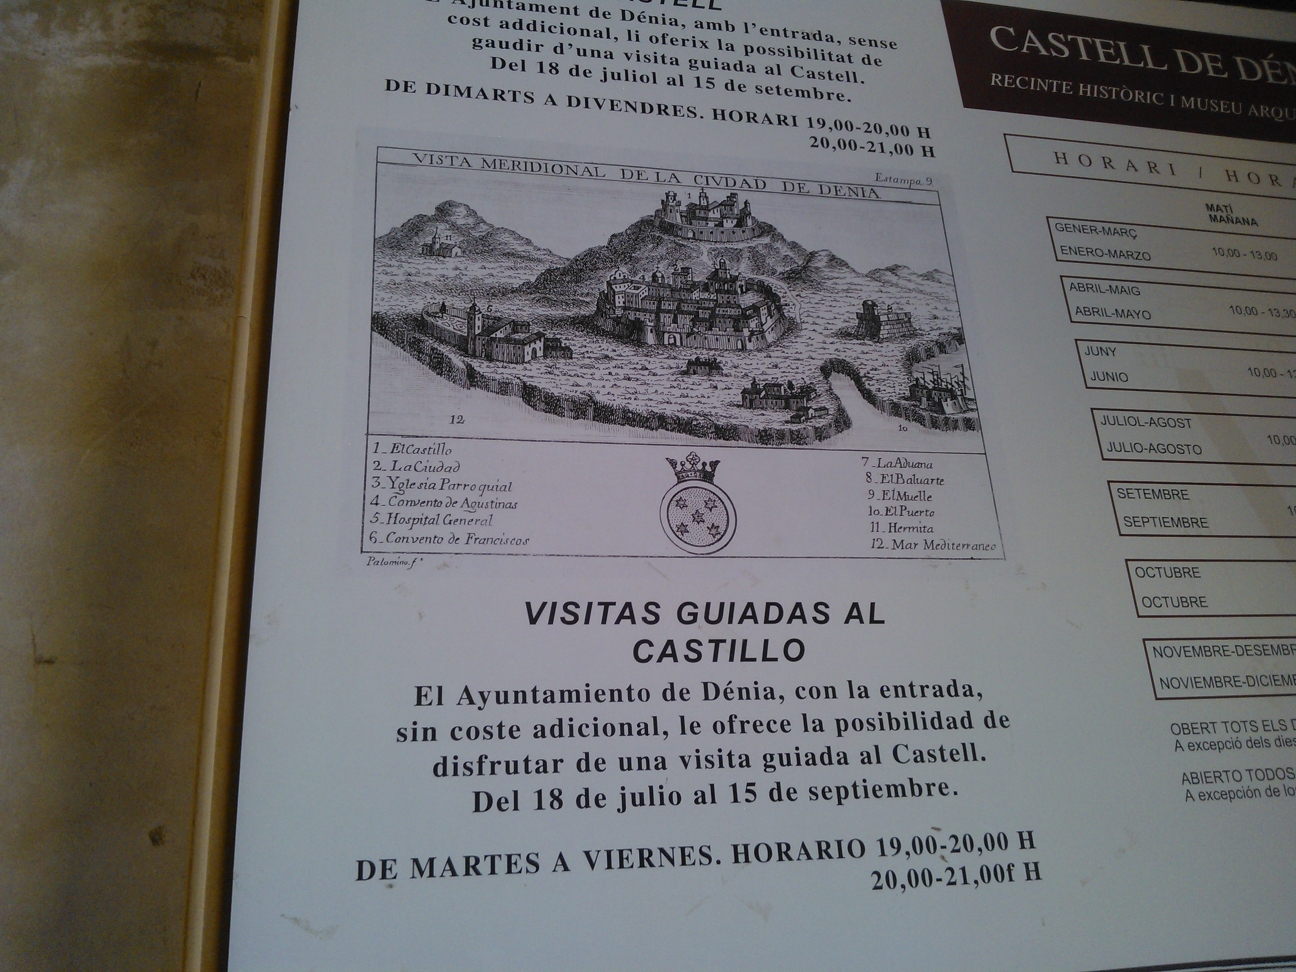 L'Ajuntament de Dénia, amb l'entrada, sense
cost addicional, li oferix la possibilitat de
gaudir d'una visita guiada al Castell.
Del 18 de juliol al 15 de setembre.
DE DIMARTS A DIVENDRES. HORARI 19,00-20,00 H
20,00-21,00 H
VISTA MERIDIONAL DE LA CIVDAD DE DENIA
Estampa 9
12
10
1_ El Castillo
2_ La Ciudad
3_ Yglesia Parroquial
4_ Convento de Agustinas
5_ Hospital General
6_ Convento de Franciscos
7_ La Aduana
8_ El Baluarte
9_ El Muelle
10_ El Puerto
11_ Hermita
12_ Mar Mediterraneo
Palomino f.
VISITAS GUIADAS AL
CASTILLO
El Ayuntamiento de Dénia, con la entrada,
sin coste adicional, le ofrece la posibilidad de
disfrutar de una visita guiada al Castell.
Del 18 de julio al 15 de septiembre.
DE MARTES A VIERNES. HORARIO 19,00-20,00 H
20,00-21,00f H
CASTELL DE
RECINTE HISTÒRIC I MUSEU
HORARI /
MATÍ
MAÑANA
GENER-MARÇ
ENERO-MARZO 10,00 - 13,00
ABRIL-MAIG
ABRIL-MAYO 10,00 - 13,30
JUNY
JUNIO 10,00 -
JULIOL-AGOST
JULIO-AGOSTO 10,00
SETEMBRE
SEPTIEMBRE
OCTUBRE
OCTUBRE
NOVEMBRE-DESEMBR
NOVIEMBRE-DICIEM
OBERT TOTS ELS
A excepció dels dies
ABIERTO TODOS
A excepción de